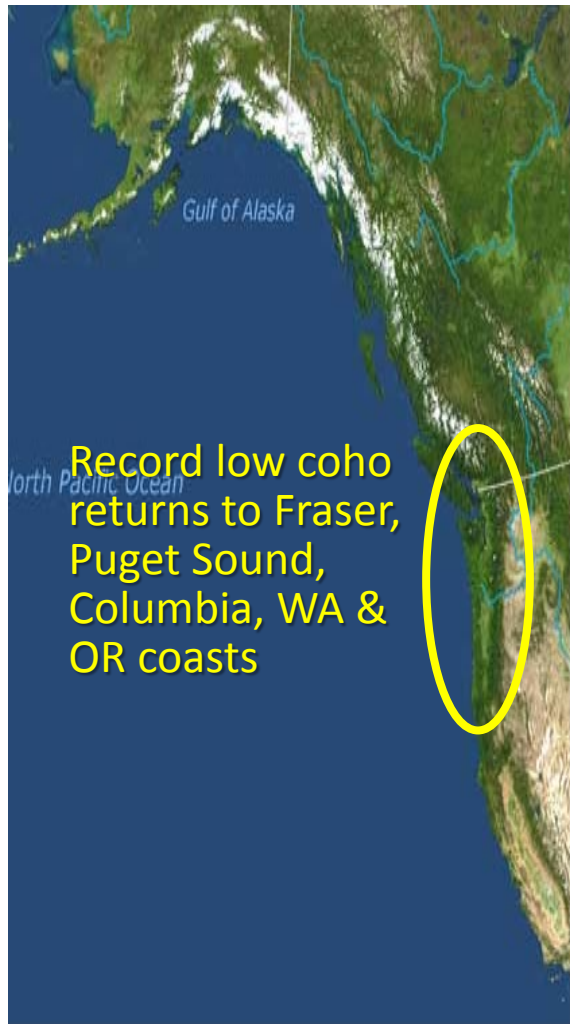 Gulf of Alaska
North Pacific Ocean
Record low coho
returns to Fraser,
Puget Sound,
Columbia, WA &
OR coasts